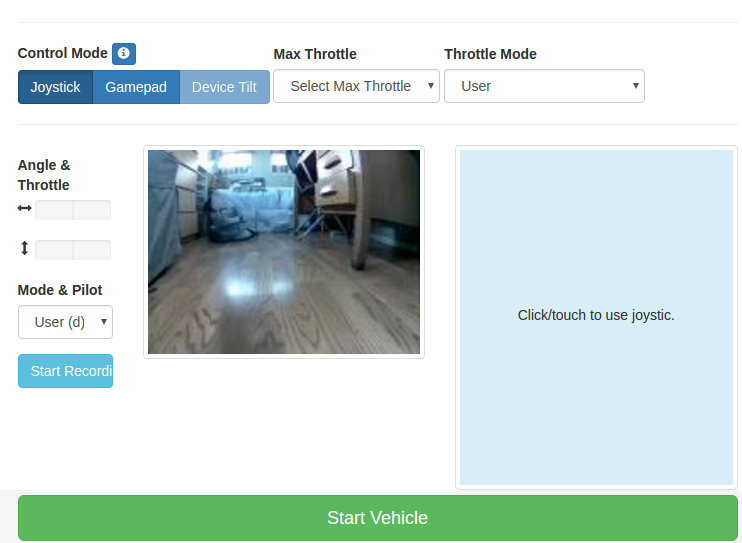 Control Mode
Max Throttle
Throttle Mode
Joystick
Gamepad
Device Tilt
Select Max Throttle
User
Angle &
Throttle
Mode & Pilot
User (d)
Start Recordi
Click/touch to use joystic.
Start Vehicle